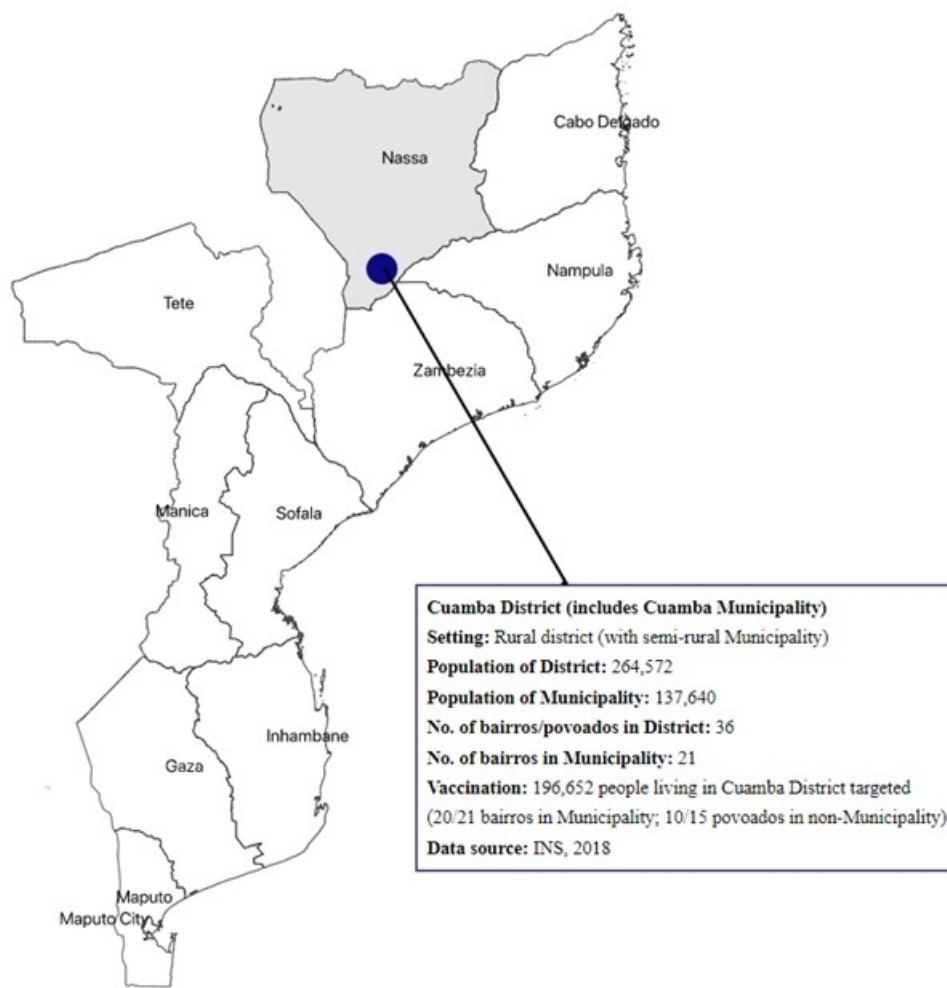 Cabo Delgado
Nassa
Nampula
Tete
Zambezia
Manica
Sofala
Inhambane
Gaza
Maputo
Maputo City
Cuamba District (includes Cuamba Municipality)
Setting: Rural district (with semi-rural Municipality)
Population of District: 264,572
Population of Municipality: 137,640
No. of bairros/povoados in District: 36
No. of bairros in Municipality: 21
Vaccination: 196,652 people living in Cuamba District targeted
(20/21 bairros in Municipality; 10/15 povoados in non-Municipality)
Data source: INS, 2018